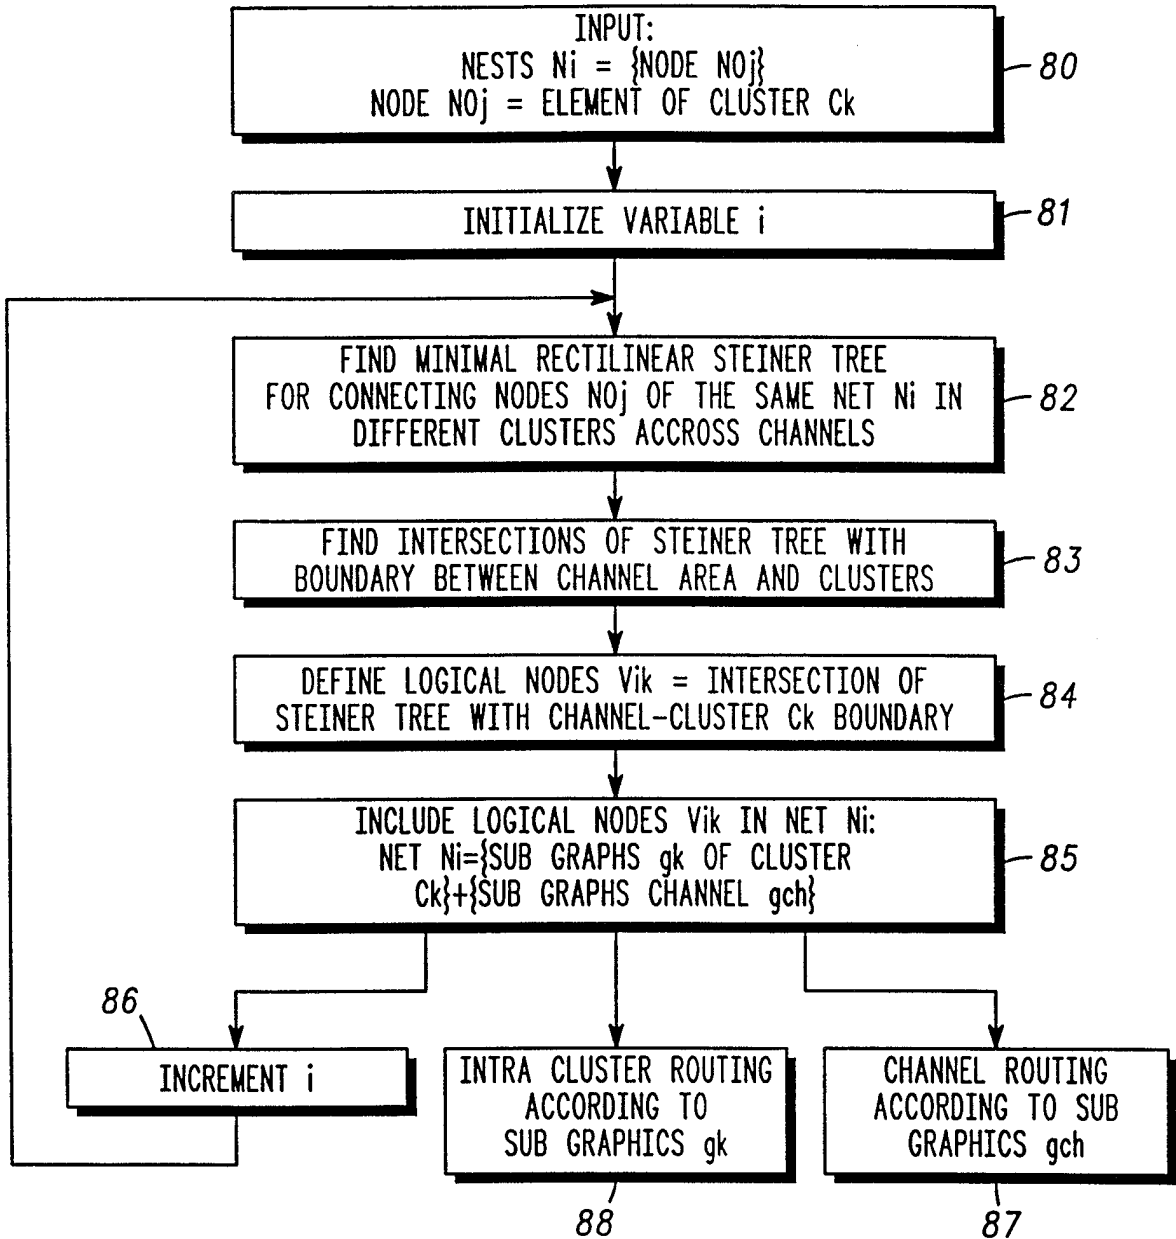 INPUT:
NESTS Ni = {NODE NOj}
NODE NOj = ELEMENT OF CLUSTER Ck
80
INITIALIZE VARIABLE i
81
FIND MINIMAL RECTILINEAR STEINER TREE
FOR CONNECTING NODES NOj OF THE SAME NET Ni IN
DIFFERENT CLUSTERS ACCROSS CHANNELS
82
FIND INTERSECTIONS OF STEINER TREE WITH
BOUNDARY BETWEEN CHANNEL AREA AND CLUSTERS
83
DEFINE LOGICAL NODES Vik = INTERSECTION OF
STEINER TREE WITH CHANNEL-CLUSTER Ck BOUNDARY
84
INCLUDE LOGICAL NODES Vik IN NET Ni:
NET Ni={SUB GRAPHS gk OF CLUSTER
Ck}+{SUB GRAPHS CHANNEL gch}
85
86
INCREMENT i
INTRA CLUSTER ROUTING
ACCORDING TO
SUB GRAPHICS gk
88
CHANNEL ROUTING
ACCORDING TO SUB
GRAPHICS gch
87